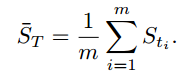 $$\bar{S}_T = \frac{1}{m} \sum_{i=1}^{m} S_{t_i}.$$